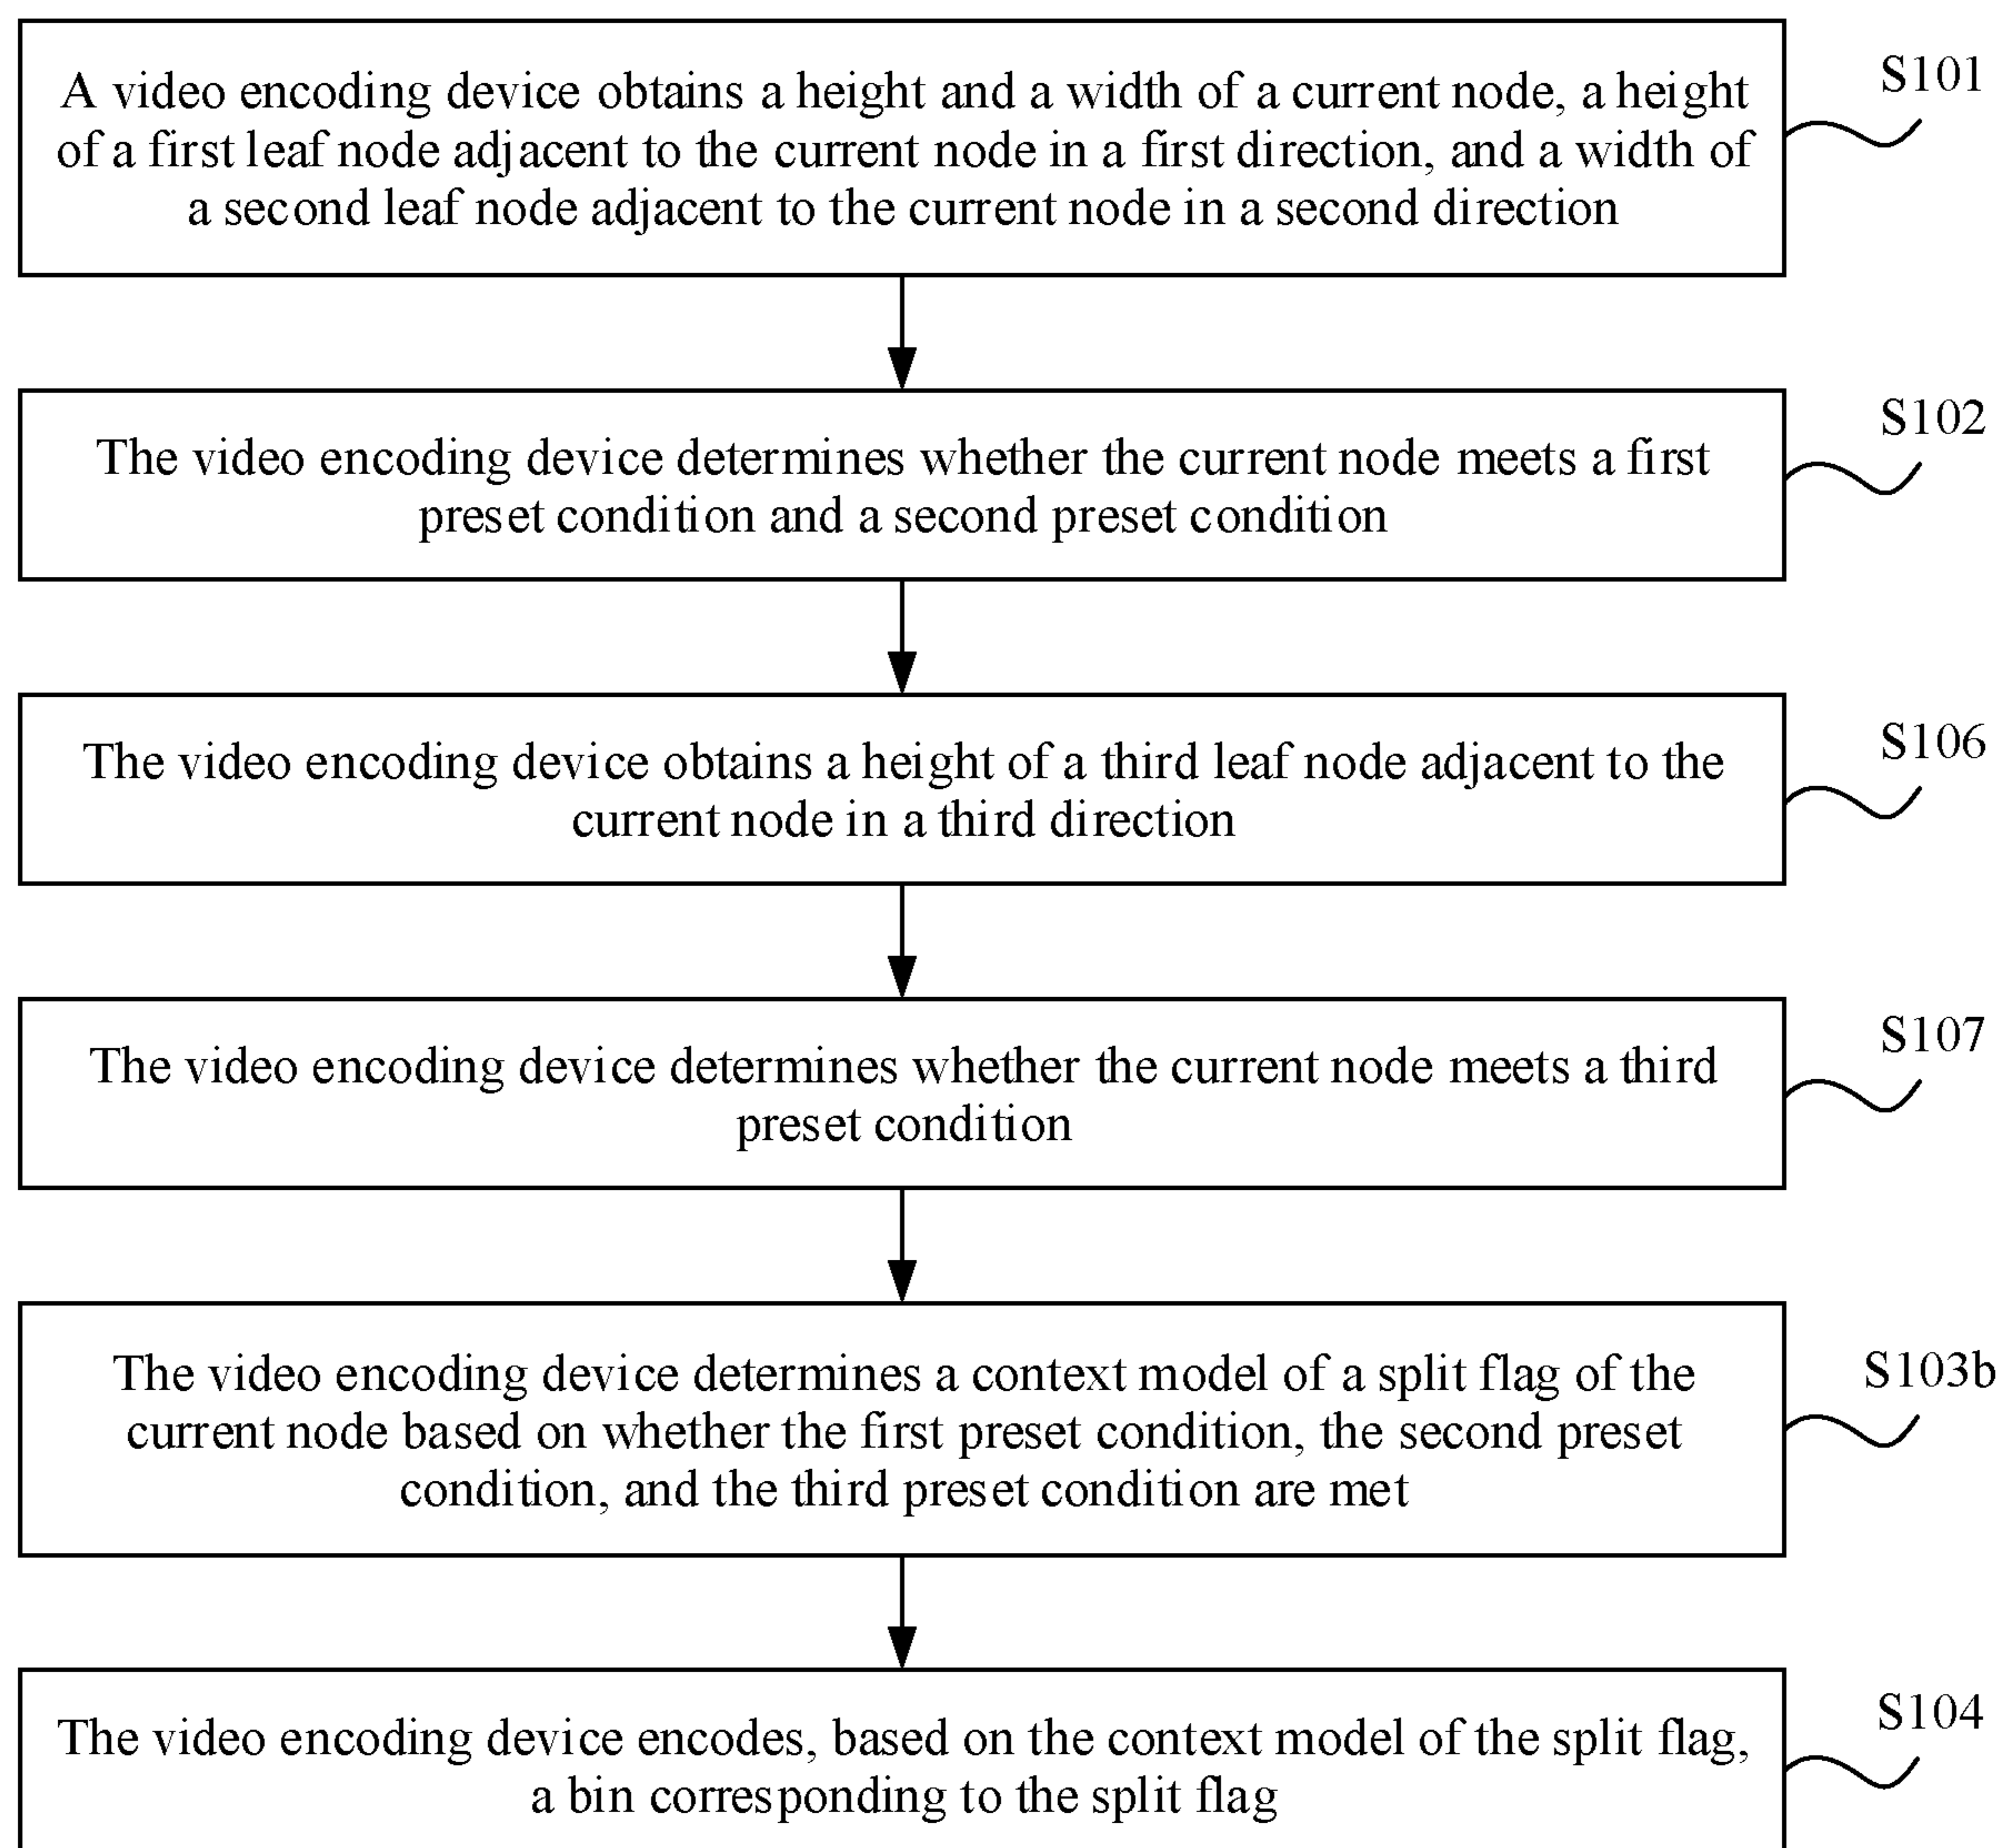 A video encoding device obtains a height and a width of a current node, a height
of a first leaf node adjacent to the current node in a first direction, and a width of
a second leaf node adjacent to the current node in a second direction
S101
The video encoding device determines whether the current node meets a first
preset condition and a second preset condition
S102
The video encoding device obtains a height of a third leaf node adjacent to the
current node in a third direction
S106
The video encoding device determines whether the current node meets a third
preset condition
S107
The video encoding device determines a context model of a split flag of the
current node based on whether the first preset condition, the second preset
condition, and the third preset condition are met
S103b
The video encoding device encodes, based on the context model of the split flag,
a bin corresponding to the split flag
S104